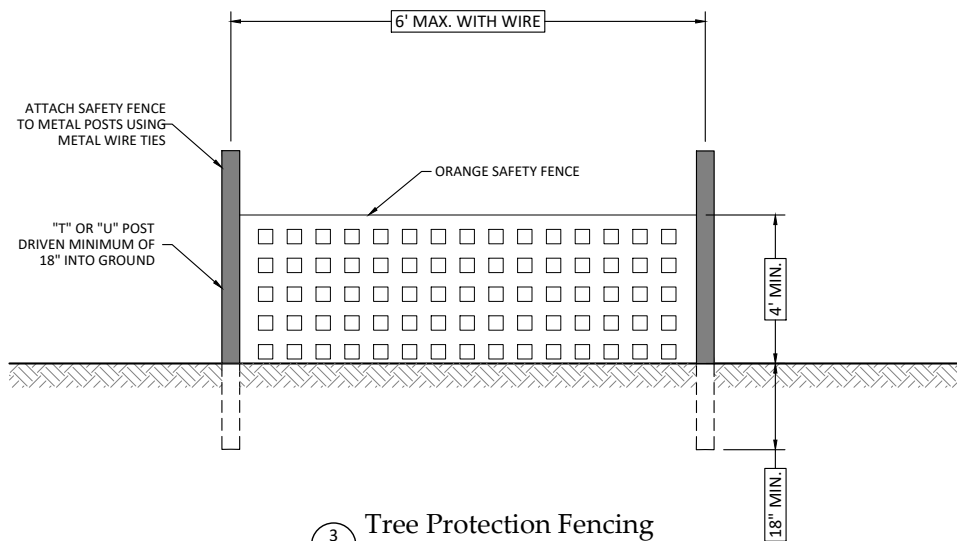 6' MAX. WITH WIRE
ATTACH SAFETY FENCE
TO METAL POSTS USING
METAL WIRE TIES
ORANGE SAFETY FENCE
"T" OR "U" POST
DRIVEN MINIMUM OF
18" INTO GROUND
4' MIN.
18" MIN.
3
Tree Protection Fencing